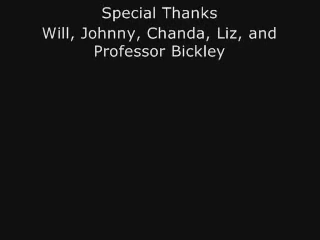 Special Thanks
Will, Johnny, Chanda, Liz, and
Professor Bickley